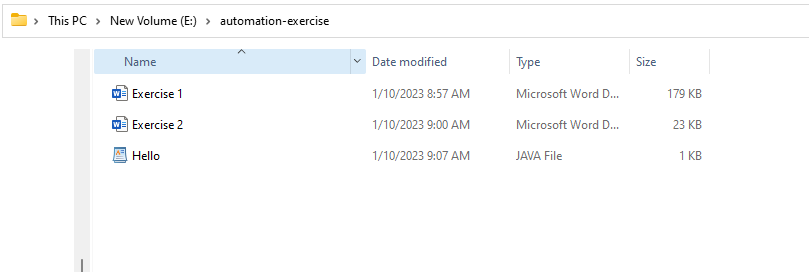 This PC > New Volume (E:) > automation-exercise
Name Date modified Type Size
Exercise 1 1/10/2023 8:57 AM Microsoft Word D... 179 KB
Exercise 2 1/10/2023 9:00 AM Microsoft Word D... 23 KB
Hello 1/10/2023 9:07 AM JAVA File 1 KB